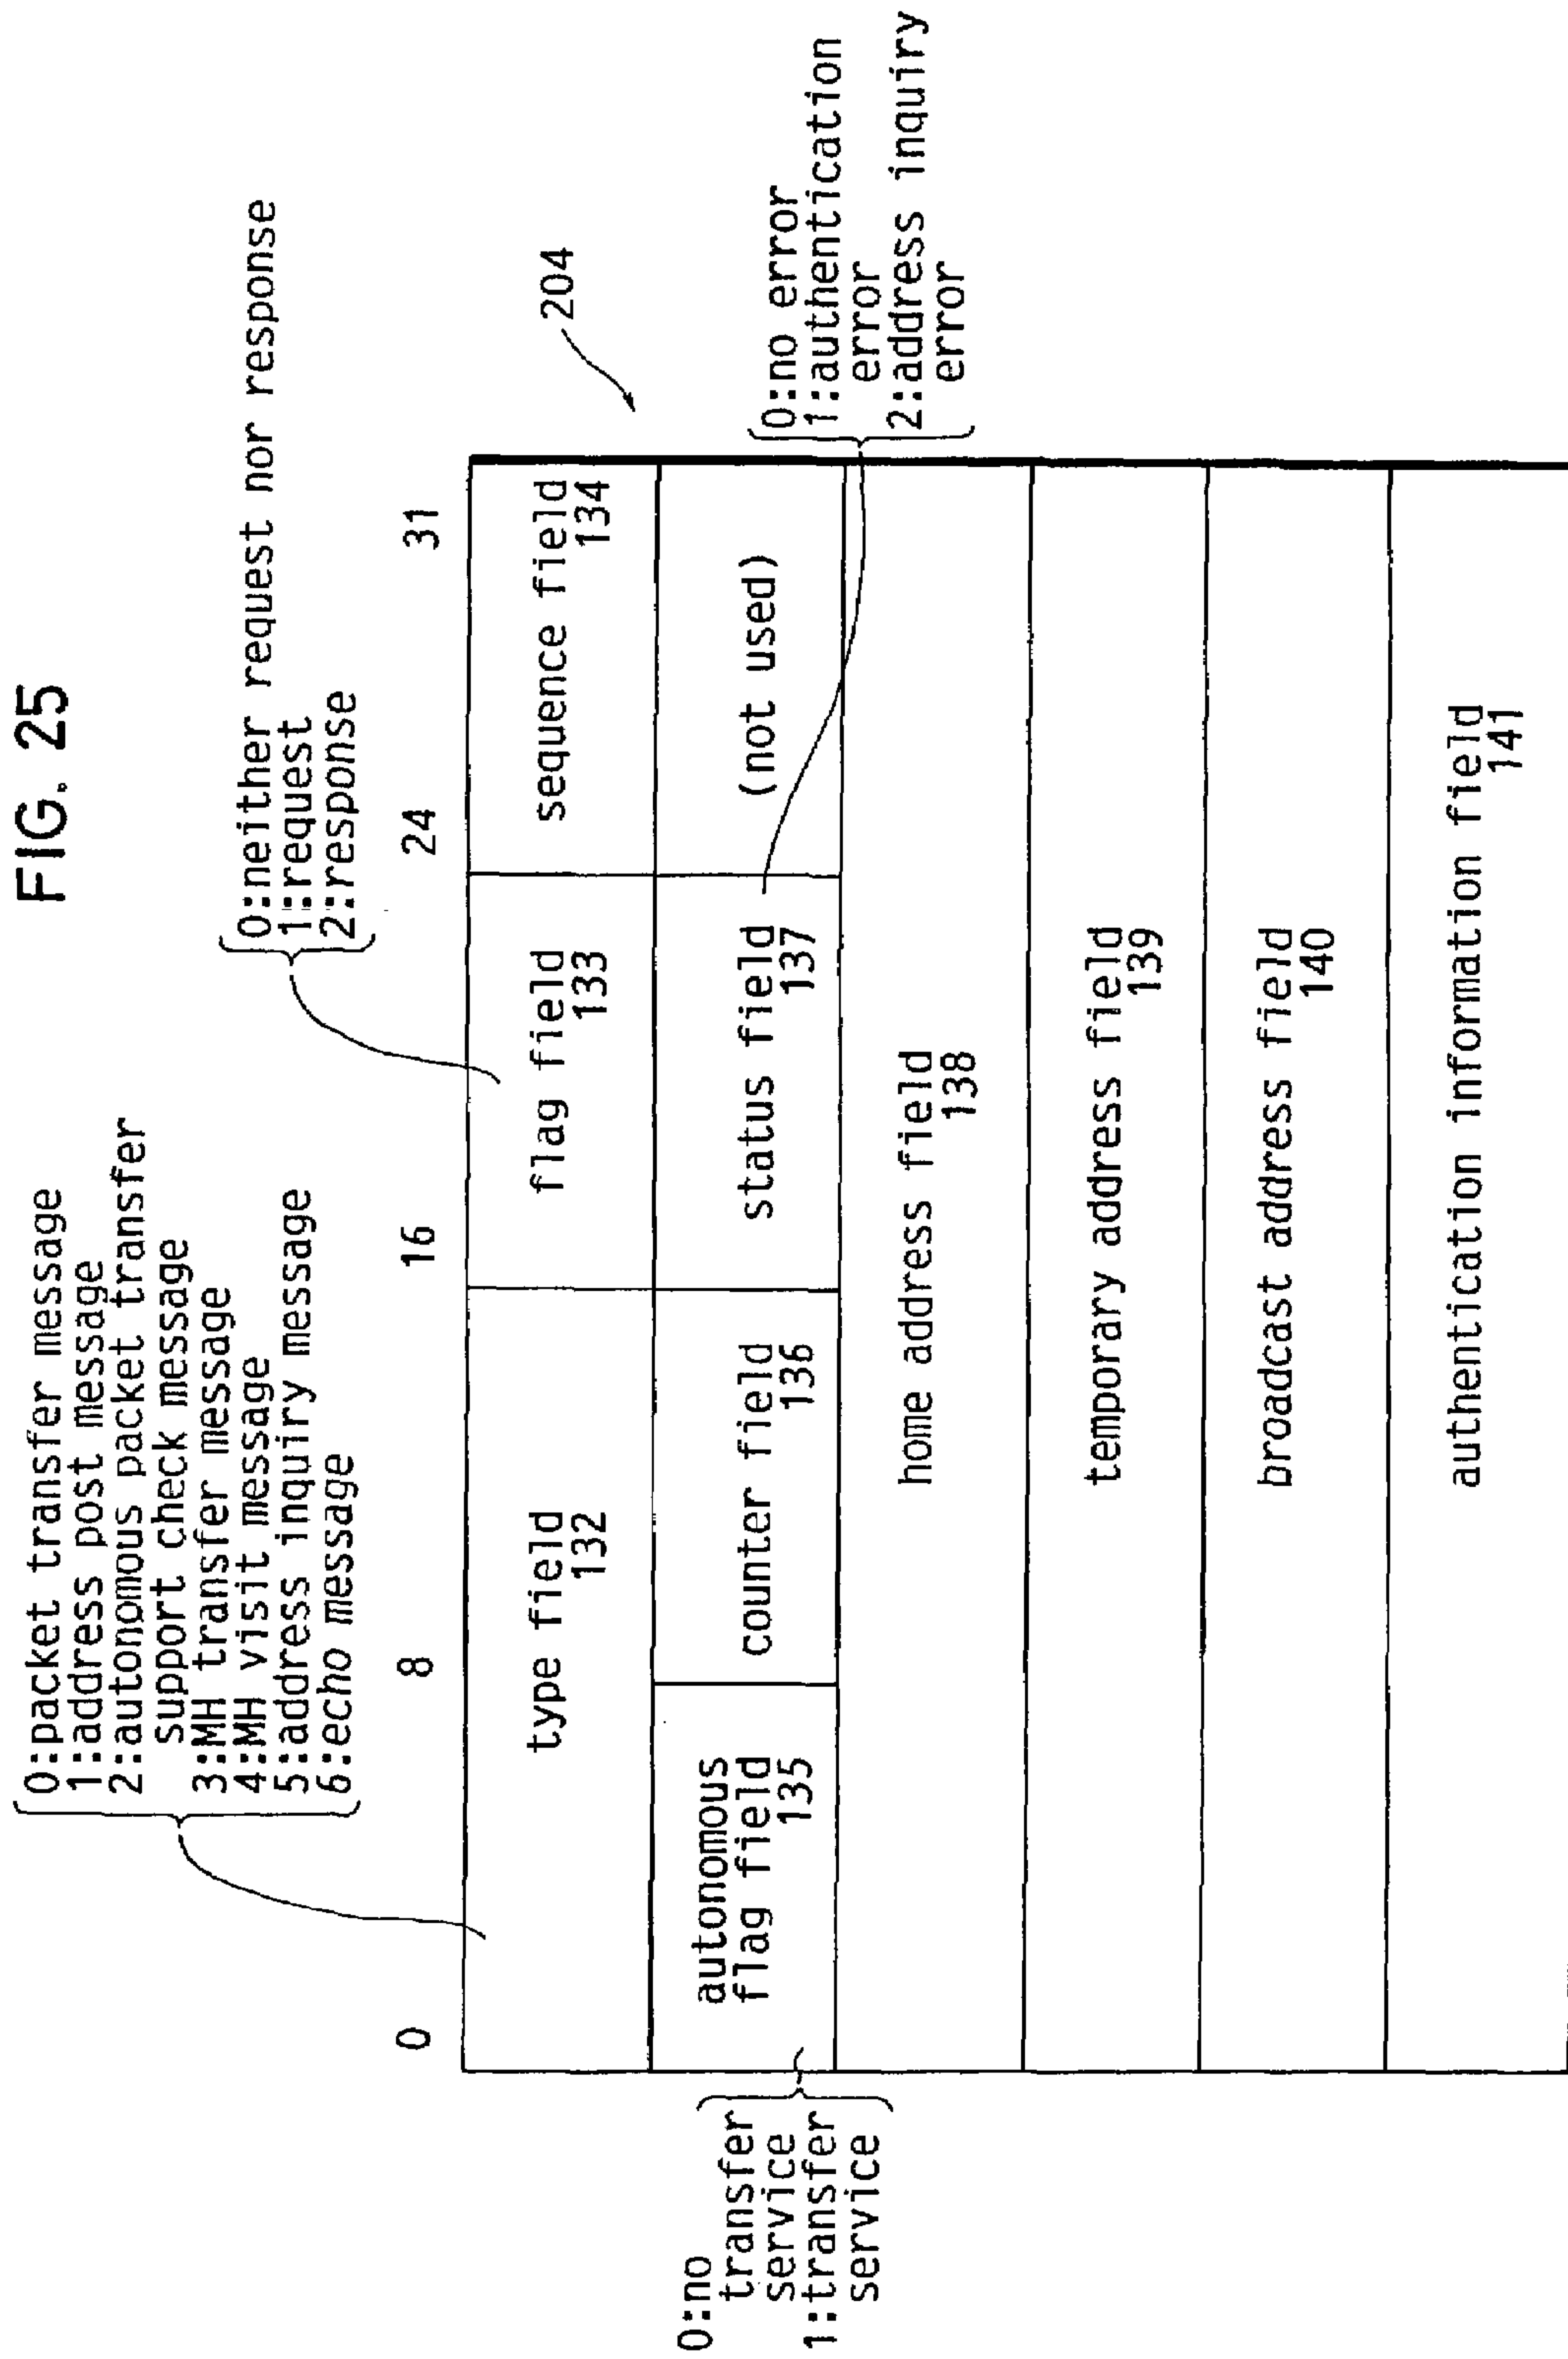 FIG. 25
0:packet transfer message
1:address post message
2:autonomous packet transfer
support check message
3:MH transfer message
4:MH visit message
5:address inquiry message
6:echo message
0:neither request nor response
1:request
2:response
204
0
8
16
24
31
type field
132
flag field
133
sequence field
134
autonomous
flag field
135
counter field
136
status field
137
(not used)
0:no
transfer
service
1:transfer
service
0:no error
1:authentication
error
2:address inquiry
error
home address field
138
temporary address field
139
broadcast address field
140
authentication information field
141